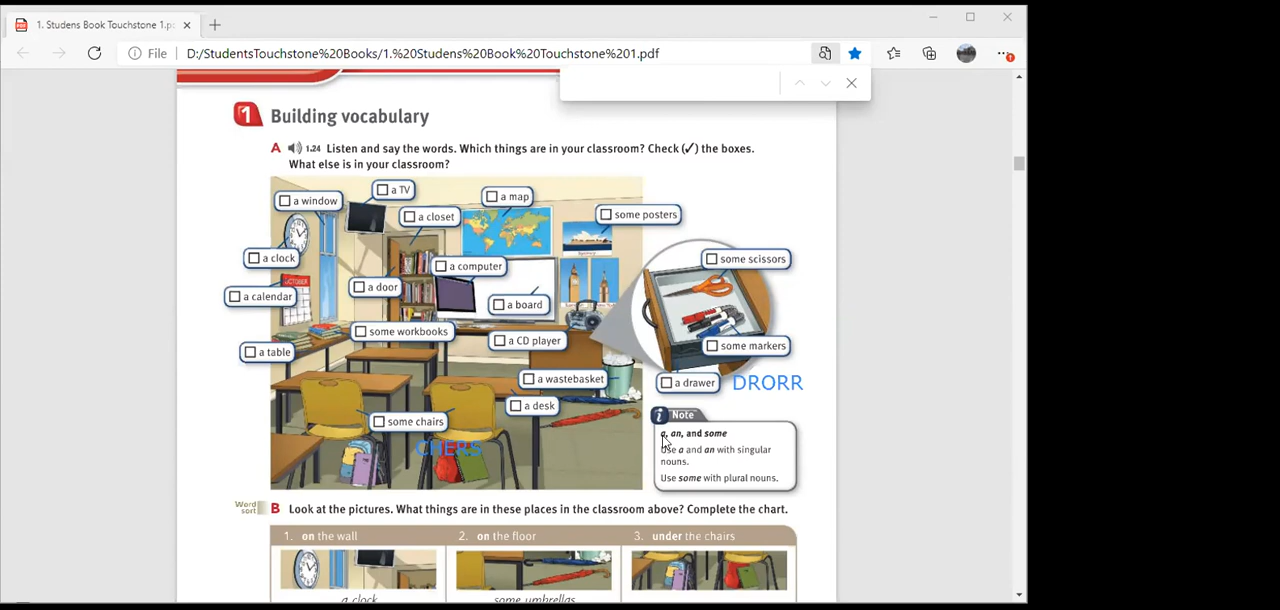 1. Studens Book Touchstone 1.pd
File
D:/StudentsTouchstone%20Books/1.%20Studens%20Book%20Touchstone%201.pdf
1 Building vocabulary
A 1.24 Listen and say the words. Which things are in your classroom? Check (✓) the boxes.
What else is in your classroom?
a window
a TV
a closet
a map
some posters
a clock
a computer
some scissors
a calendar
OCTOBER
a door
a board
some workbooks
a CD player
some markers
a table
a wastebasket
a drawer
DRORR
a desk
some chairs
CHERS
i Note
a, an, and some
Use a and an with singular
nouns.
Use some with plural nouns.
Word
sort
B Look at the pictures. What things are in these places in the classroom above? Complete the chart.
1. on the wall
2. on the floor
3. under the chairs
a clock
some umbrellas